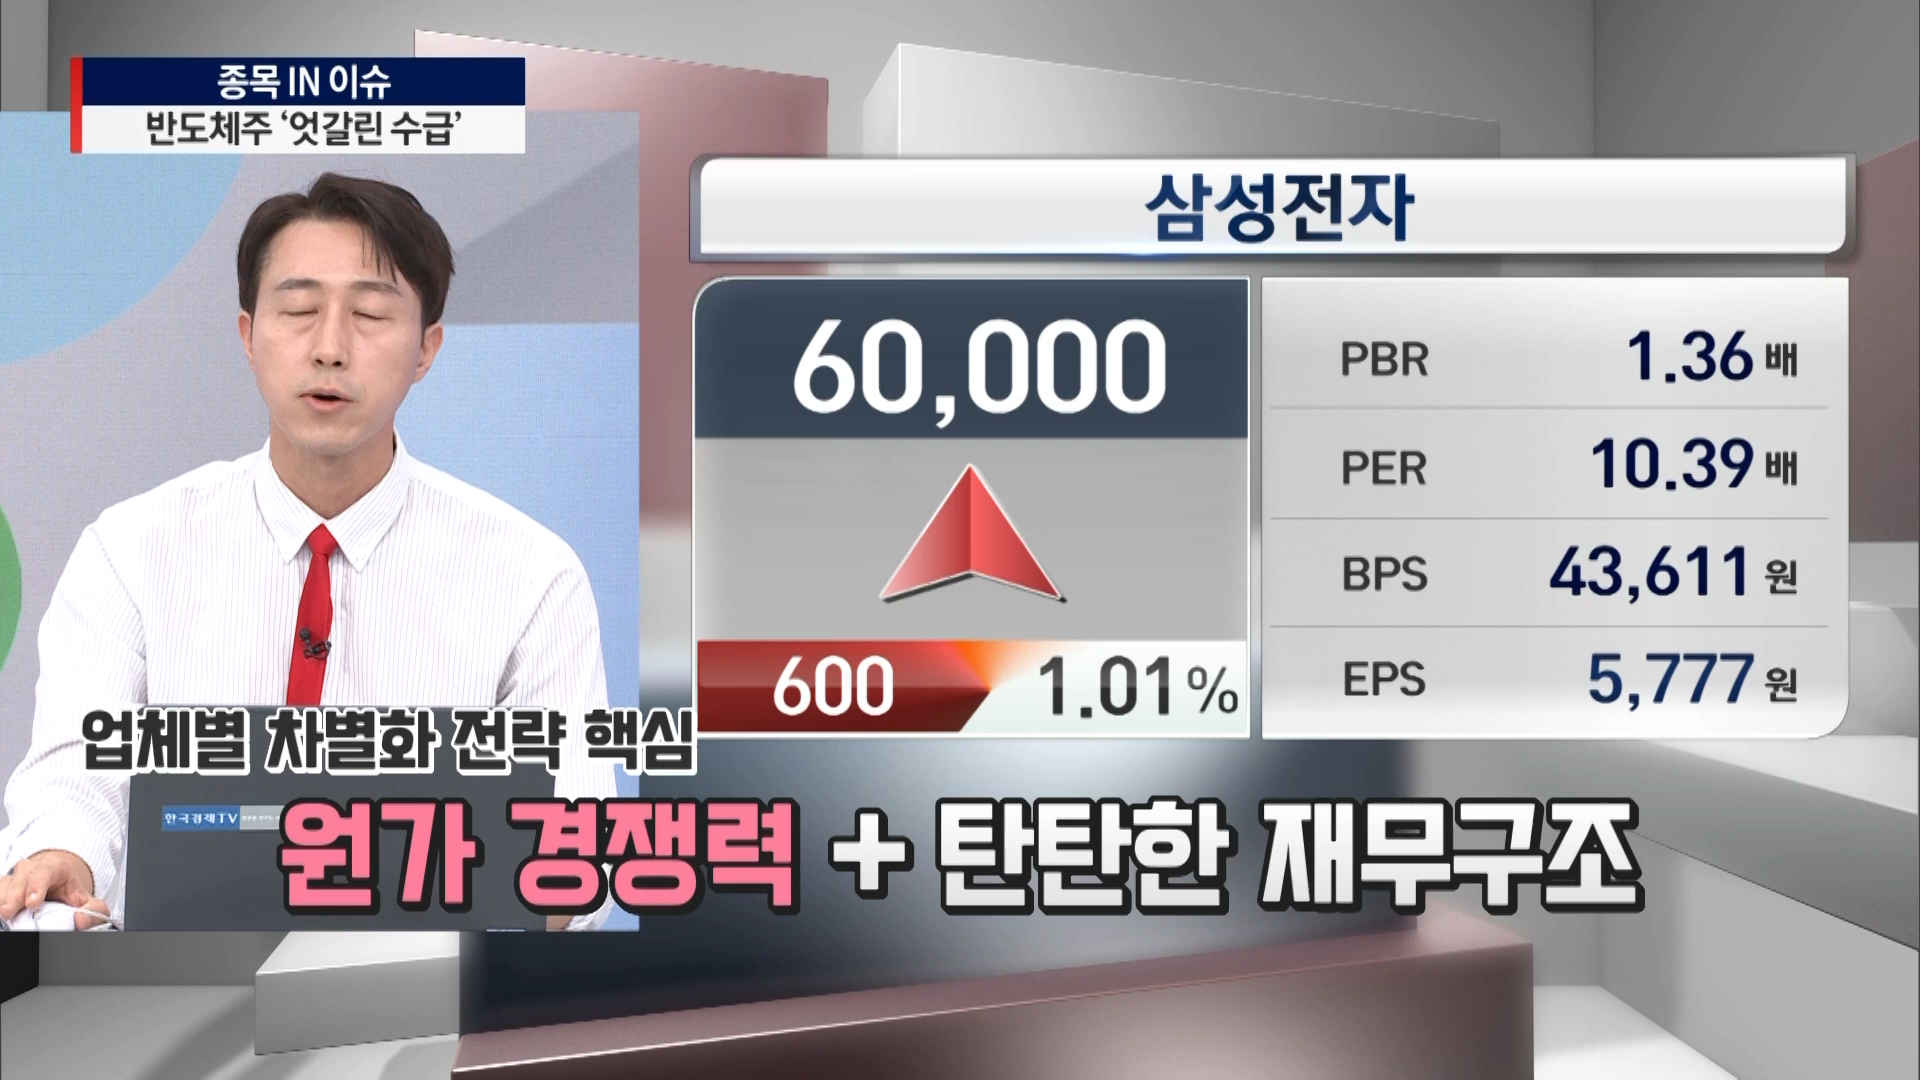 종목 IN 이슈
반도체주 ‘엇갈린 수급’
삼성전자
60,000
600 1.01%
PBR 1.36 배
PER 10.39 배
BPS 43,611 원
EPS 5,777 원
업체별 차별화 전략 핵심
한국경제TV
원가 경쟁력 + 탄탄한 재무구조